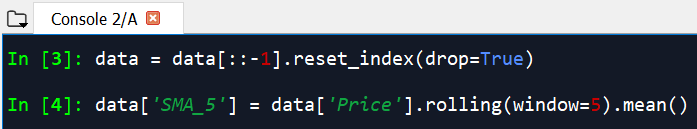 Console 2/A
In [3]: data = data[::-1].reset_index(drop=True)
In [4]: data['SMA_5'] = data['Price'].rolling(window=5).mean()